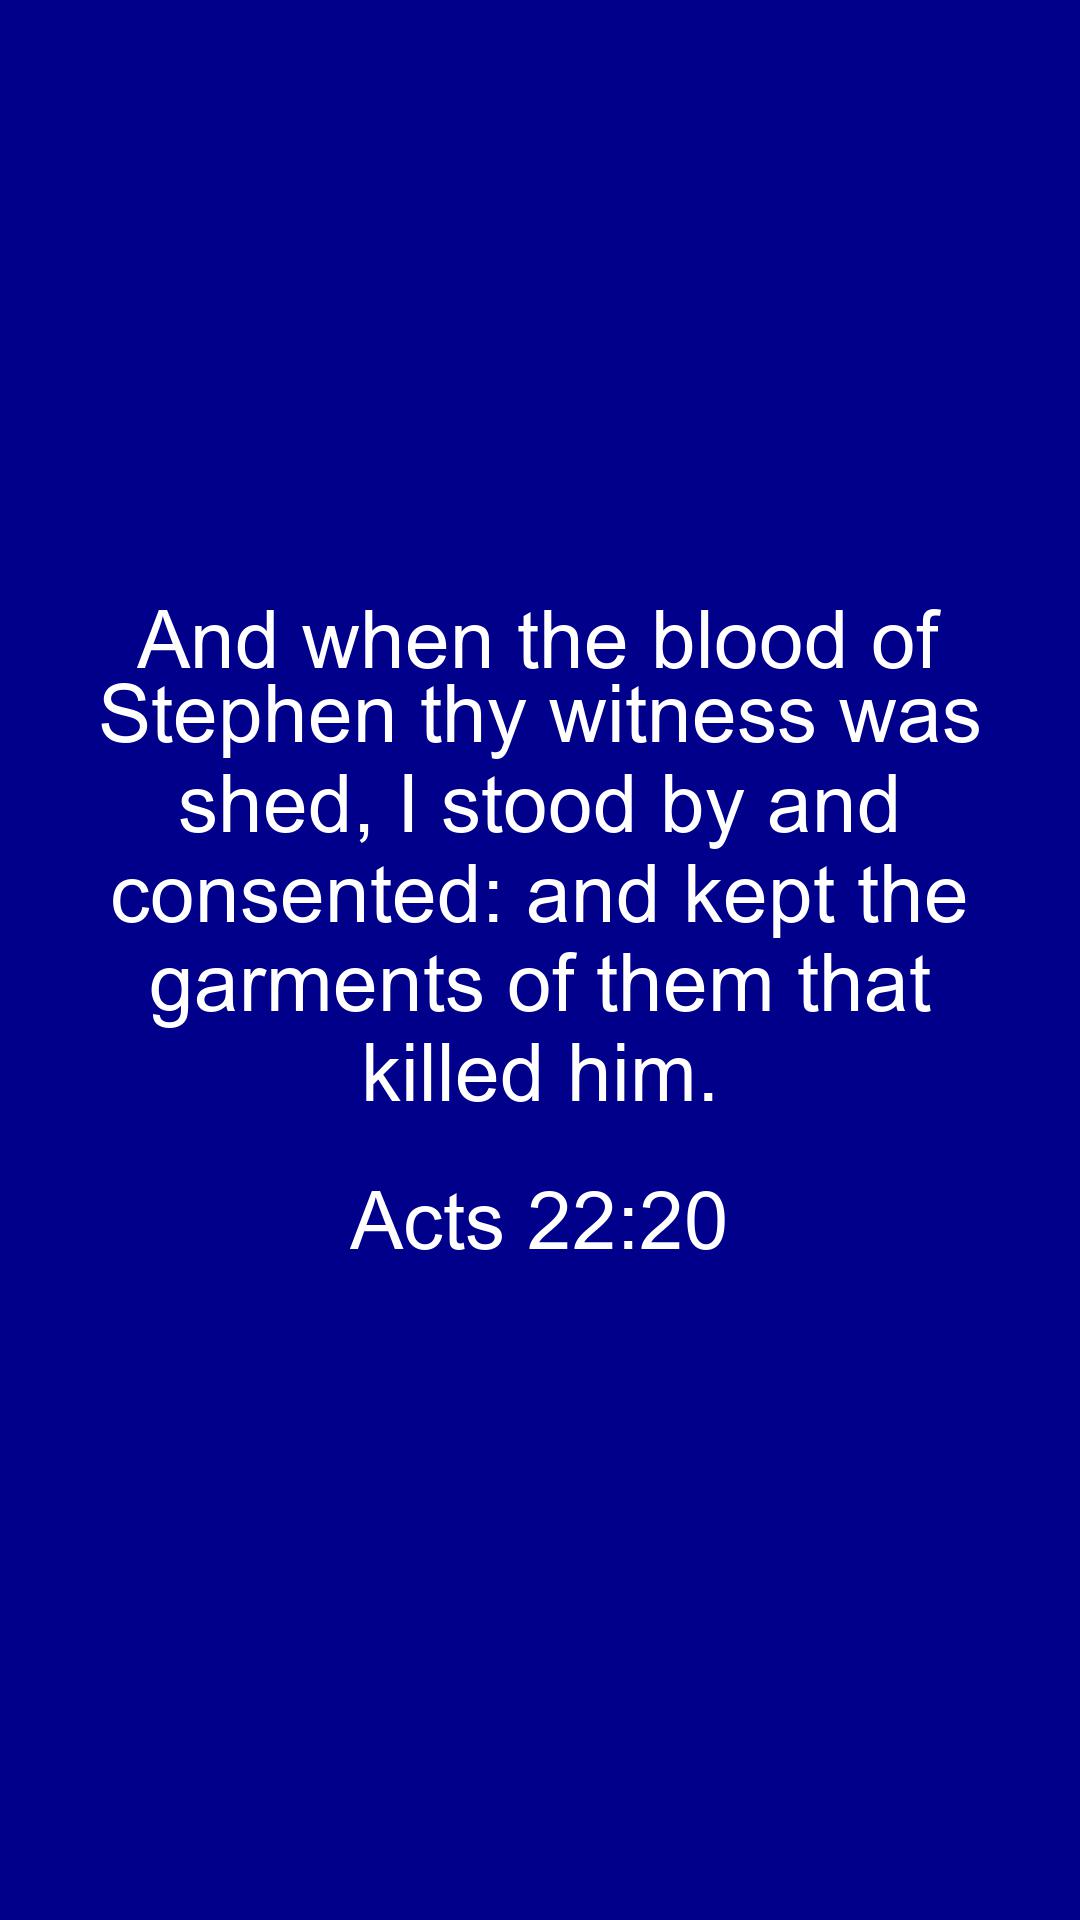 And when the blood of
Stephen thy witness was
shed, I stood by and
consented: and kept the
garments of them that
killed him.
Acts 22:20